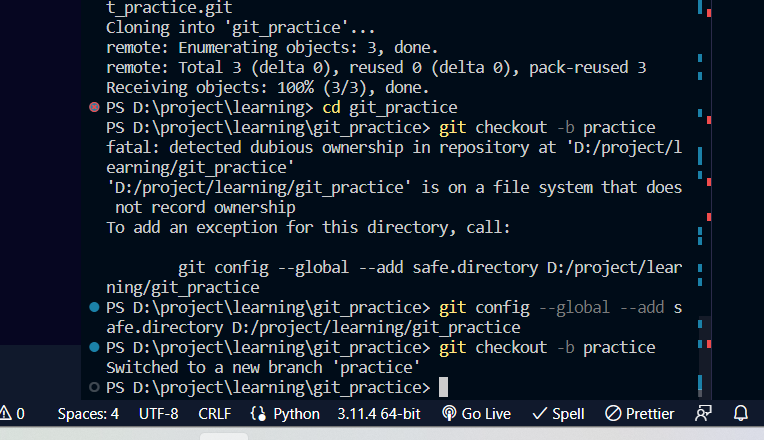 t_practice.git
Cloning into 'git_practice'...
remote: Enumerating objects: 3, done.
remote: Total 3 (delta 0), reused 0 (delta 0), pack-reused 3
Receiving objects: 100% (3/3), done.
PS D:\project\learning> cd git_practice
PS D:\project\learning\git_practice> git checkout -b practice
fatal: detected dubious ownership in repository at 'D:/project/l
earning/git_practice'
'D:/project/learning/git_practice' is on a file system that does
 not record ownership
To add an exception for this directory, call:
        git config --global --add safe.directory D:/project/lear
ning/git_practice
PS D:\project\learning\git_practice> git config --global --add s
afe.directory D:/project/learning/git_practice
PS D:\project\learning\git_practice> git checkout -b practice
Switched to a new branch 'practice'
PS D:\project\learning\git_practice>
0 Spaces: 4 UTF-8 CRLF Python 3.11.4 64-bit Go Live Spell Prettier